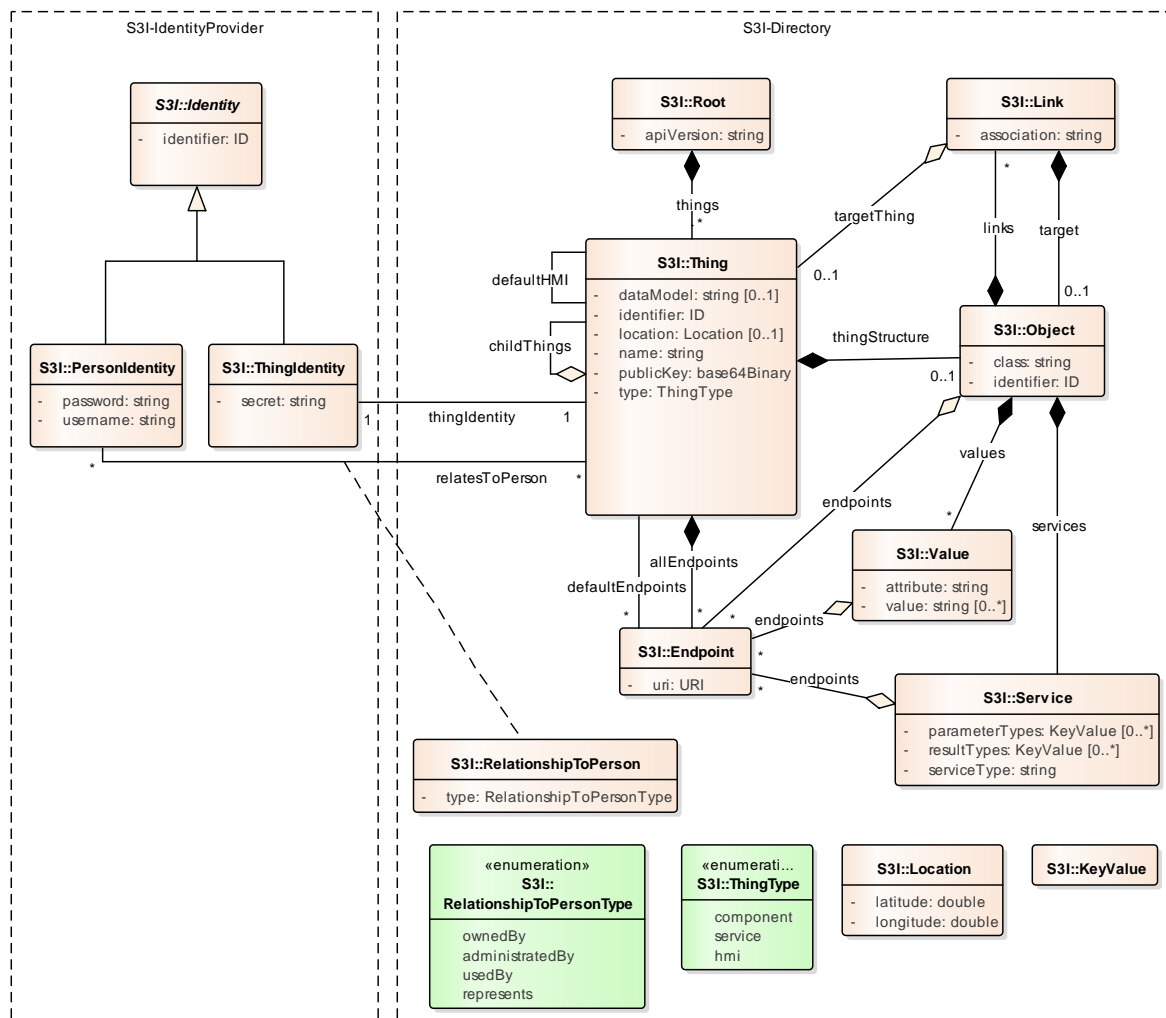 S3I-IdentityProvider
S3I-Directory
S3I::Identity
- identifier: ID
S3I::Root
- apiVersion: string
S3I::Link
- association: string
things
*
targetThing
0..1
*
links
target
0..1
defaultHMI
childThings
S3I::Thing
- dataModel: string [0..1]
- identifier: ID
- location: Location [0..1]
- name: string
- publicKey: base64Binary
- type: ThingType
thingStructure
0..1
S3I::Object
- class: string
- identifier: ID
S3I::PersonIdentity
- password: string
- username: string
S3I::ThingIdentity
- secret: string
1
thingIdentity
1
*
relatesToPerson
*
values
*
endpoints
*
services
allEndpoints
*
defaultEndpoints
*
S3I::Value
- attribute: string
- value: string [0..*]
endpoints
*
S3I::Endpoint
- uri: URI
endpoints
*
S3I::Service
- parameterTypes: KeyValue [0..*]
- resultTypes: KeyValue [0..*]
- serviceType: string
S3I::RelationshipToPerson
- type: RelationshipToPersonType
«enumeration»
S3I::
RelationshipToPersonType
ownedBy
administratedBy
usedBy
represents
«enumerati...
S3I::ThingType
component
service
hmi
S3I::Location
- latitude: double
- longitude: double
S3I::KeyValue